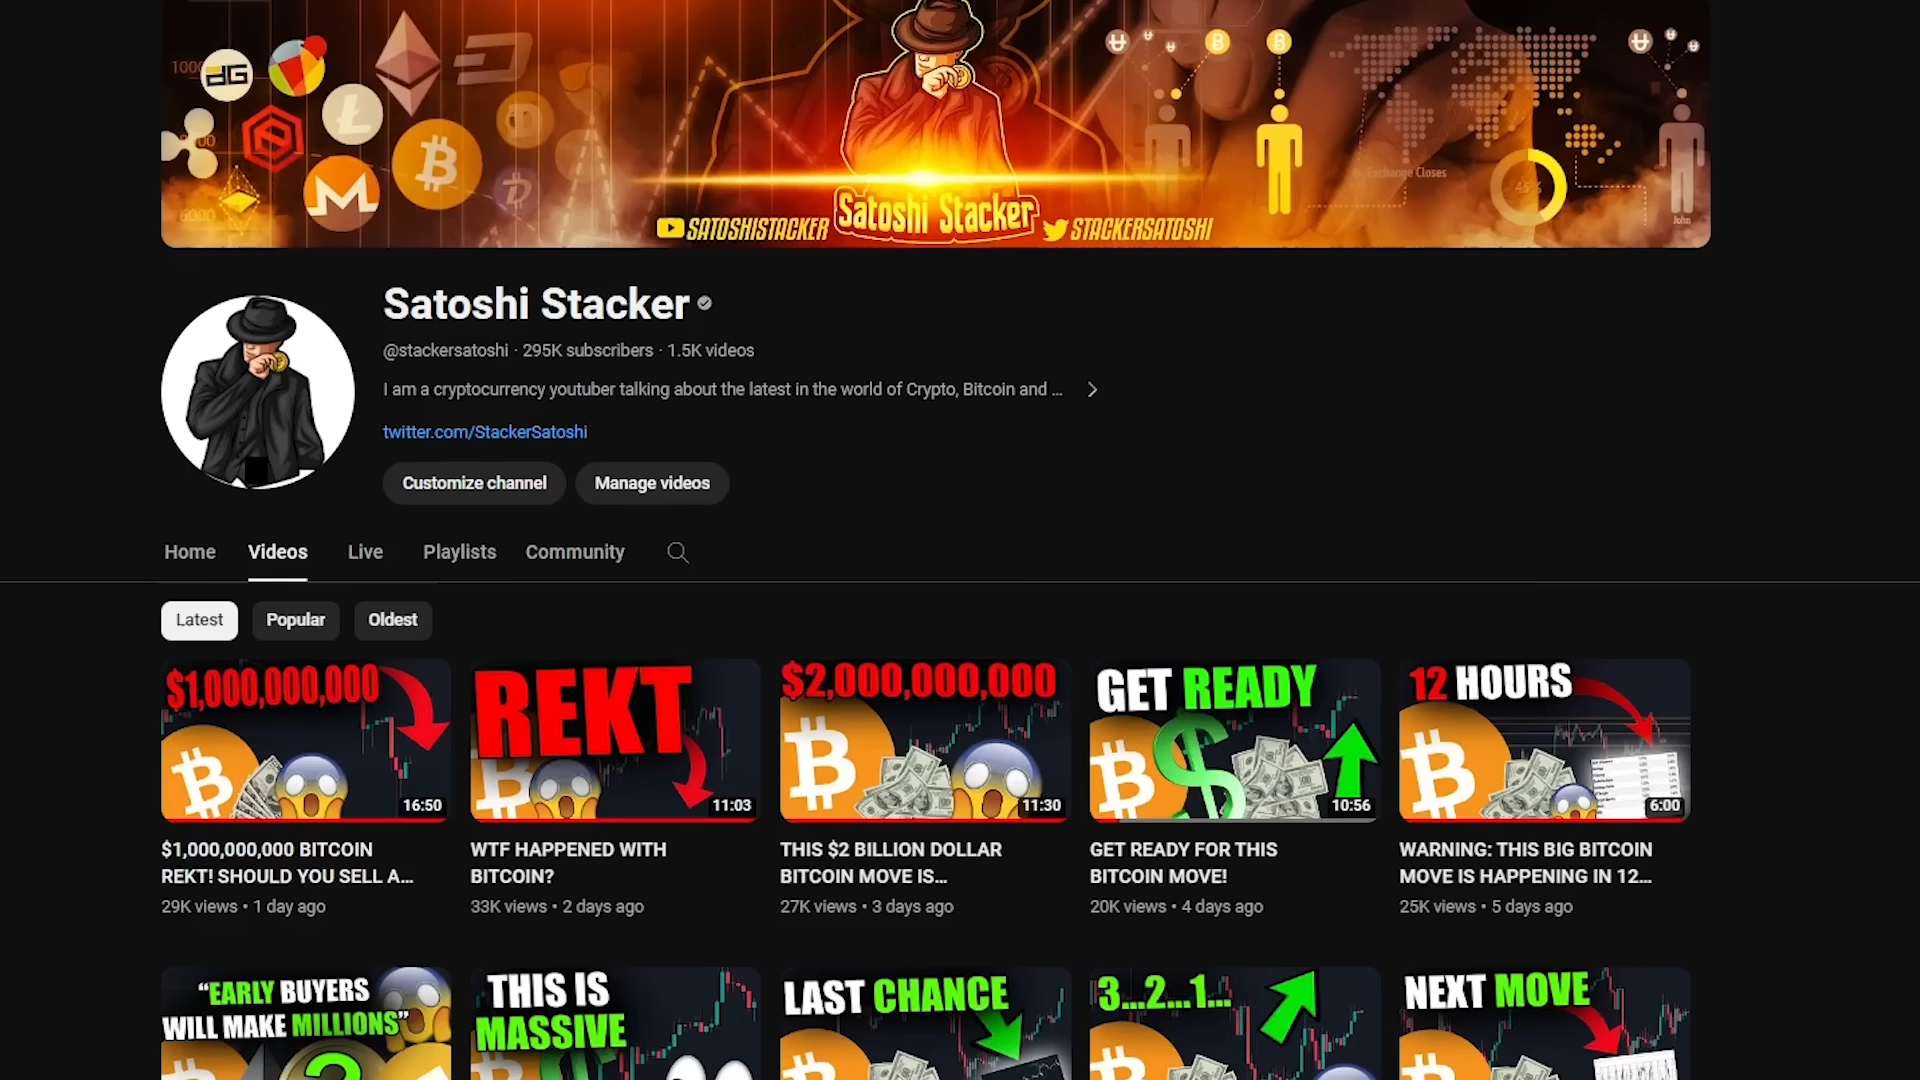 1000
6000
Exchange Closes
45%
John
SATOSHISTACKER
Satoshi Stacker
STACKERSATOSHI
Satoshi Stacker
@stackersatoshi · 295K subscribers · 1.5K videos
I am a cryptocurrency youtuber talking about the latest in the world of Crypto, Bitcoin and ...
twitter.com/StackerSatoshi
Customize channel
Manage videos
Home Videos Live Playlists Community
Latest Popular Oldest
$1,000,000,000
16:50
$1,000,000,000 BITCOIN
REKT! SHOULD YOU SELL A...
29K views • 1 day ago
REKT
11:03
WTF HAPPENED WITH
BITCOIN?
33K views • 2 days ago
$2,000,000,000
11:30
THIS $2 BILLION DOLLAR
BITCOIN MOVE IS...
27K views • 3 days ago
GET READY
10:56
GET READY FOR THIS
BITCOIN MOVE!
20K views • 4 days ago
12 HOURS
6:00
WARNING: THIS BIG BITCOIN
MOVE IS HAPPENING IN 12...
25K views • 5 days ago
“EARLY BUYERS
WILL MAKE MILLIONS”
THIS IS
MASSIVE
LAST CHANCE
3...2...1...
NEXT MOVE